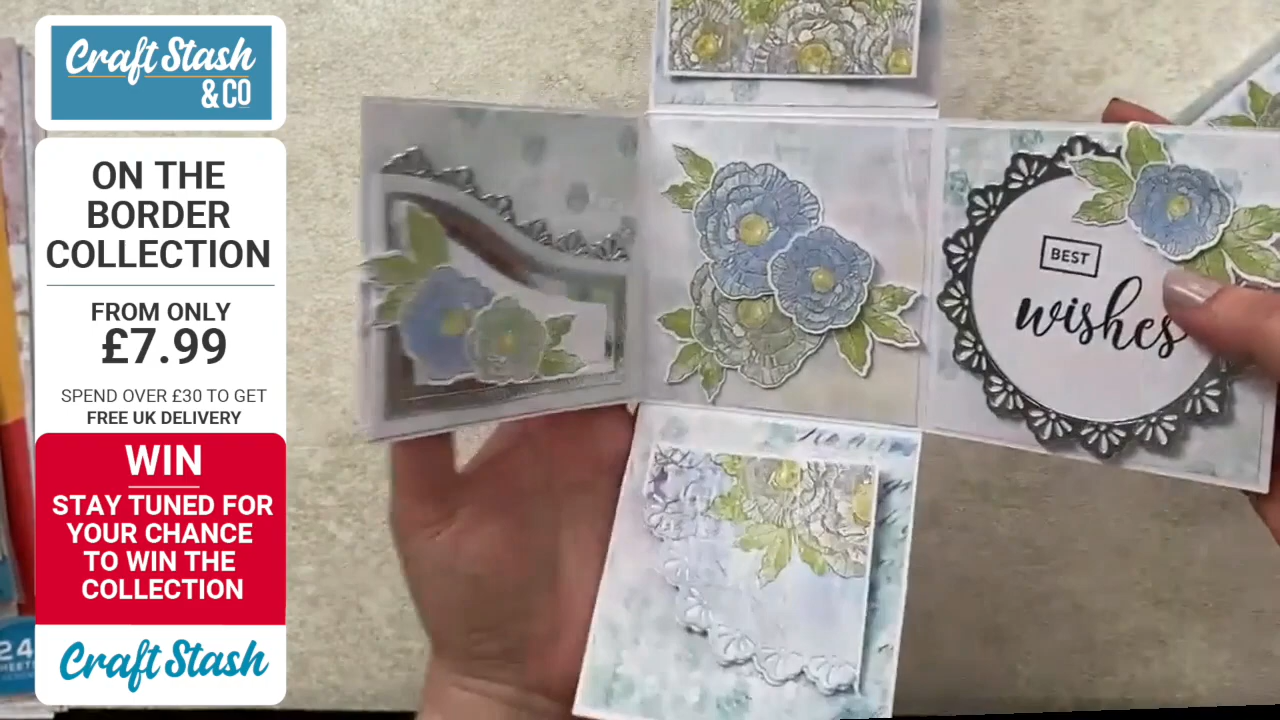 Craft Stash
& CO
ON THE
BORDER
COLLECTION
FROM ONLY
£7.99
SPEND OVER £30 TO GET
FREE UK DELIVERY
WIN
STAY TUNED FOR
YOUR CHANCE
TO WIN THE
COLLECTION
Craft Stash
24
BEST
wishes